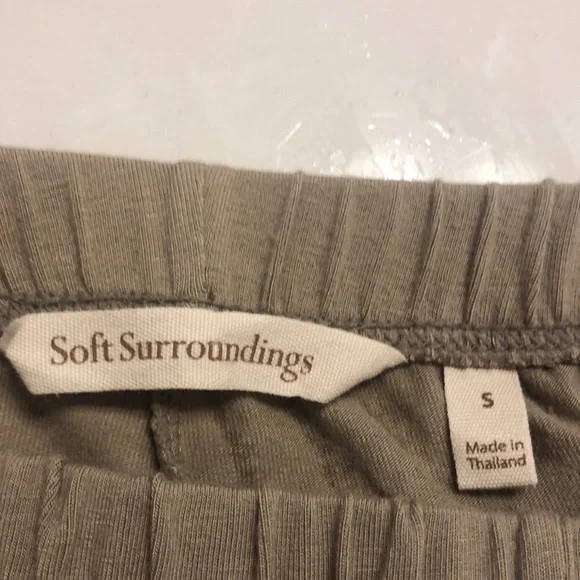 Soft Surroundings
S
Made in
Thailand